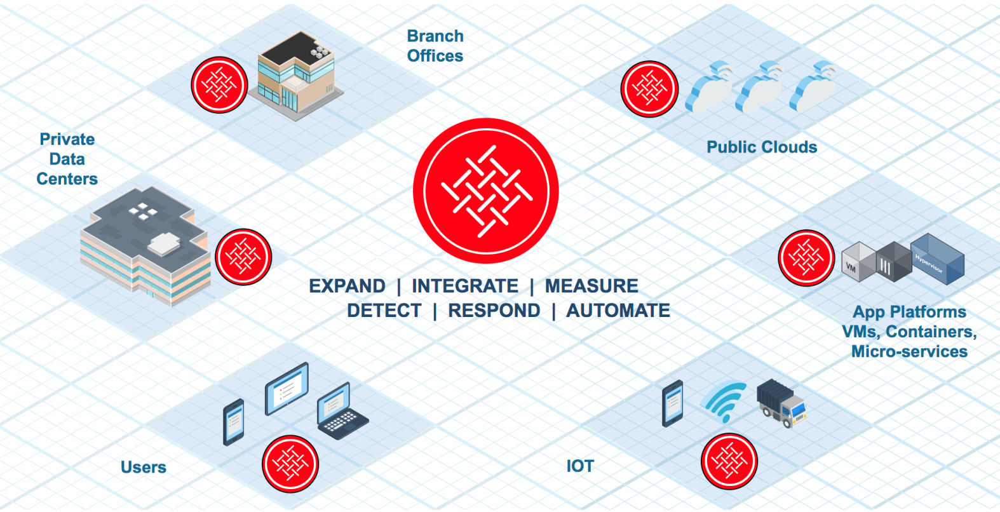 Branch
Offices
Private
Data
Centers
Public Clouds
EXPAND | INTEGRATE | MEASURE
DETECT | RESPOND | AUTOMATE
VM
Hypervisor
App Platforms
VMs, Containers,
Micro-services
Users
IOT